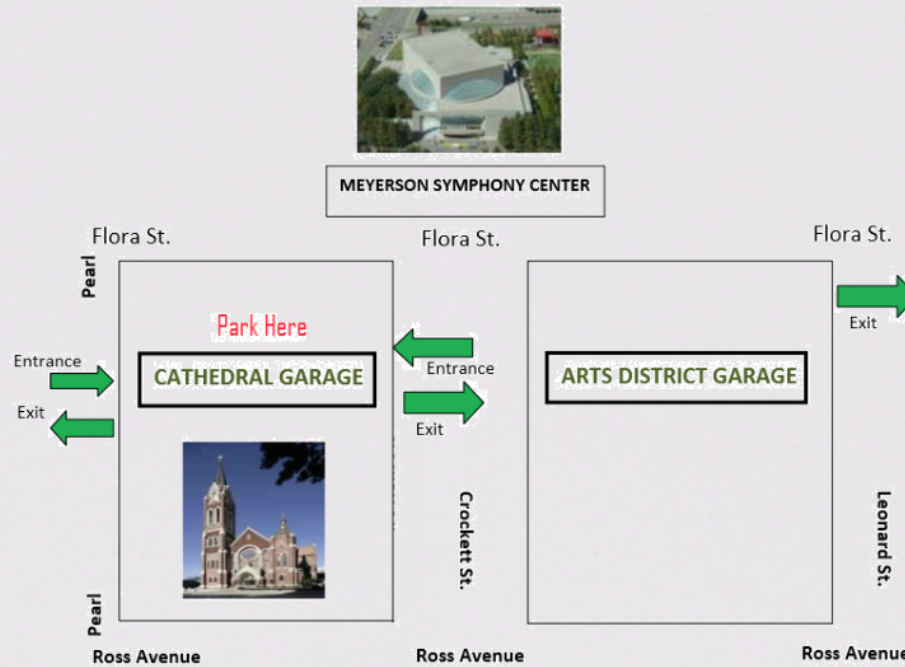 MEYERSON SYMPHONY CENTER
Flora St.
Flora St.
Flora St.
Pearl
Park Here
Exit
Entrance
CATHEDRAL GARAGE
Entrance
ARTS DISTRICT GARAGE
Exit
Exit
Crockett St.
Leonard St.
Pearl
Ross Avenue
Ross Avenue
Ross Avenue